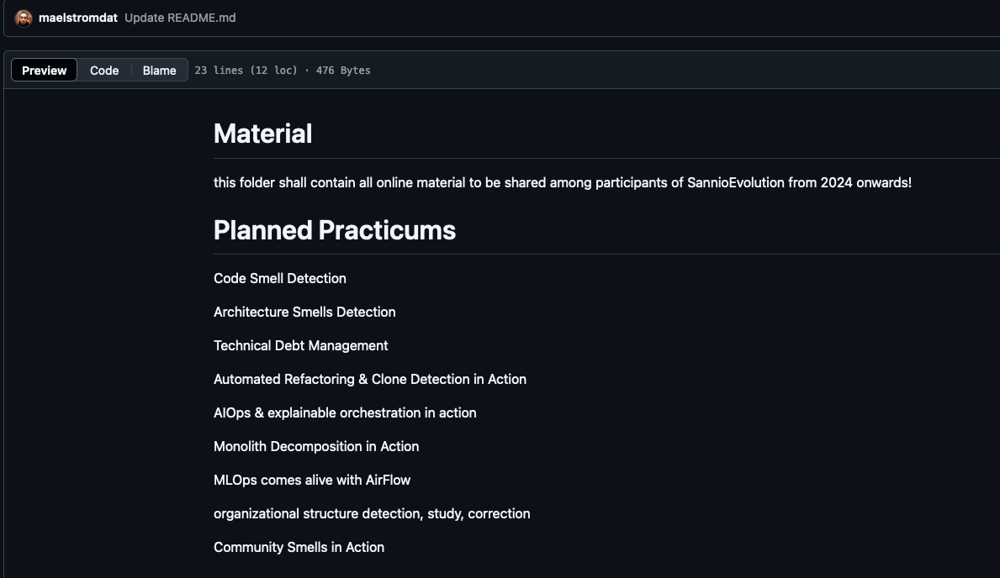 maelstromdat Update README.md
Preview Code Blame 23 lines (12 loc) · 476 Bytes
Material
this folder shall contain all online material to be shared among participants of SannioEvolution from 2024 onwards!
Planned Practicums
Code Smell Detection
Architecture Smells Detection
Technical Debt Management
Automated Refactoring & Clone Detection in Action
AIOps & explainable orchestration in action
Monolith Decomposition in Action
MLOps comes alive with AirFlow
organizational structure detection, study, correction
Community Smells in Action